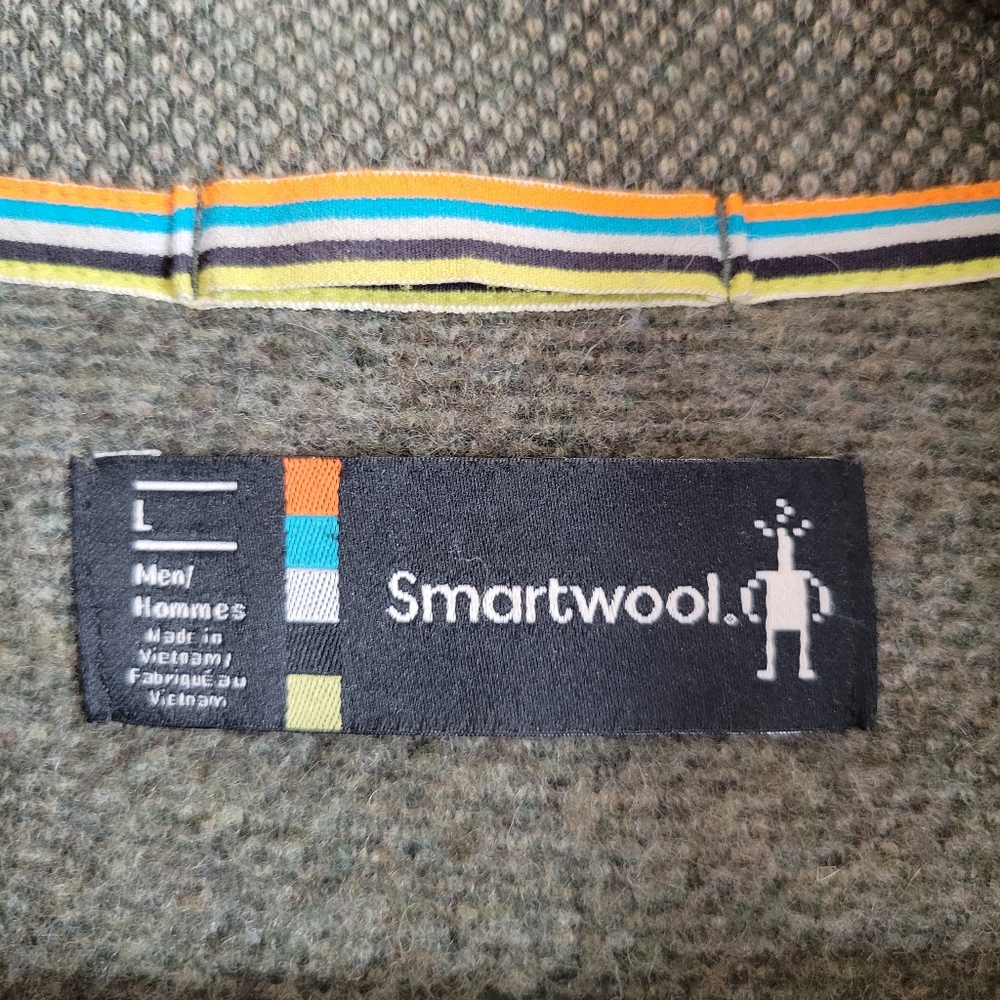 L
Men/
Hommes
Made in
Vietnam/
Fabriqué au
Vietnam
Smartwool.